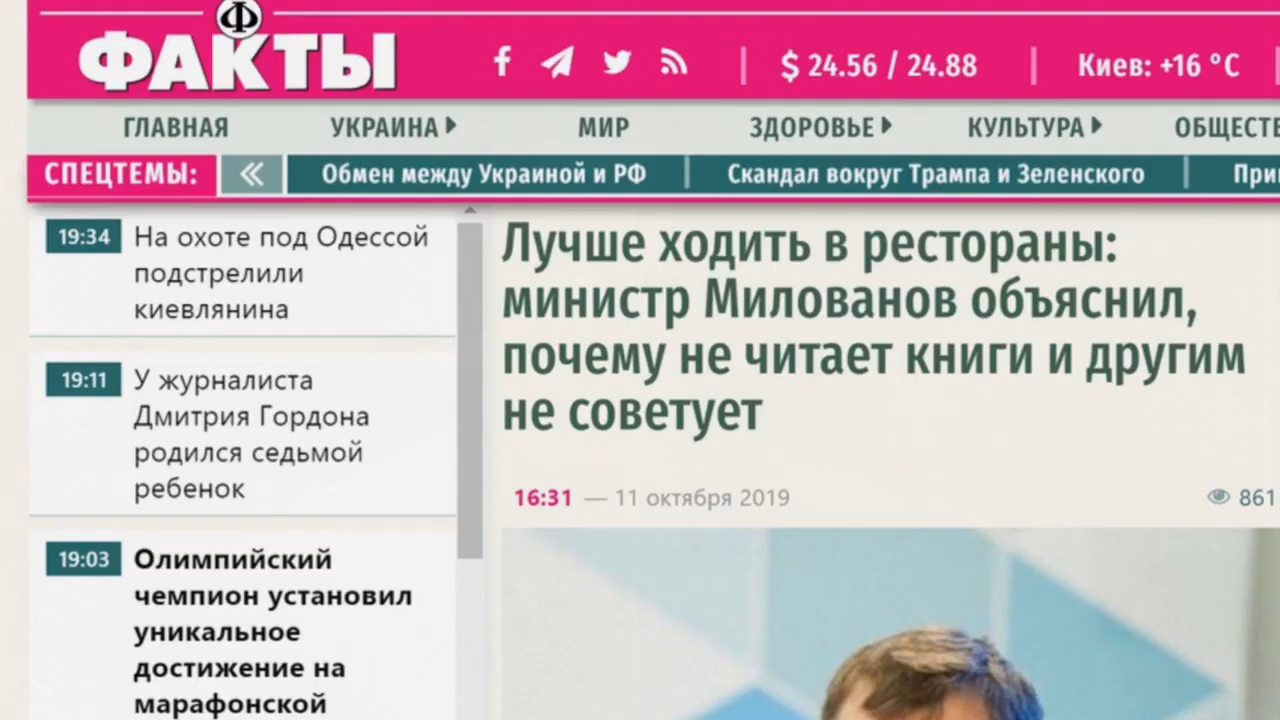 Ф
ФАКТЫ
$ 24.56 / 24.88
Киев: +16 °C
ГЛАВНАЯ
УКРАИНА
МИР
ЗДОРОВЬЕ
КУЛЬТУРА
ОБЩЕСТВ
СПЕЦТЕМЫ:
Обмен между Украиной и РФ
Скандал вокруг Трампа и Зеленского
При
19:34
На охоте под Одессой
подстрелили
киевлянина
19:11
У журналиста
Дмитрия Гордона
родился седьмой
ребенок
19:03
Олимпийский
чемпион установил
уникальное
достижение на
марафонской
Лучше ходить в рестораны:
министр Милованов объяснил,
почему не читает книги и другим
не советует
16:31 — 11 октября 2019
861